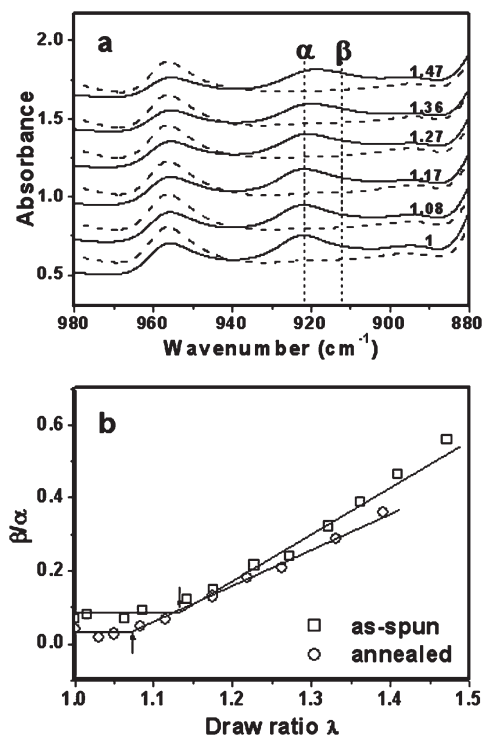 a
α β
2.0
1.5
1.0
0.5
Absorbance
1.47
1.36
1.27
1.17
1.08
1
980 960 940 920 900 880
Wavenumber (cm⁻¹)
b
0.6
0.4
0.2
0.0
β/α
as-spun
annealed
1.0 1.1 1.2 1.3 1.4 1.5
Draw ratio λ